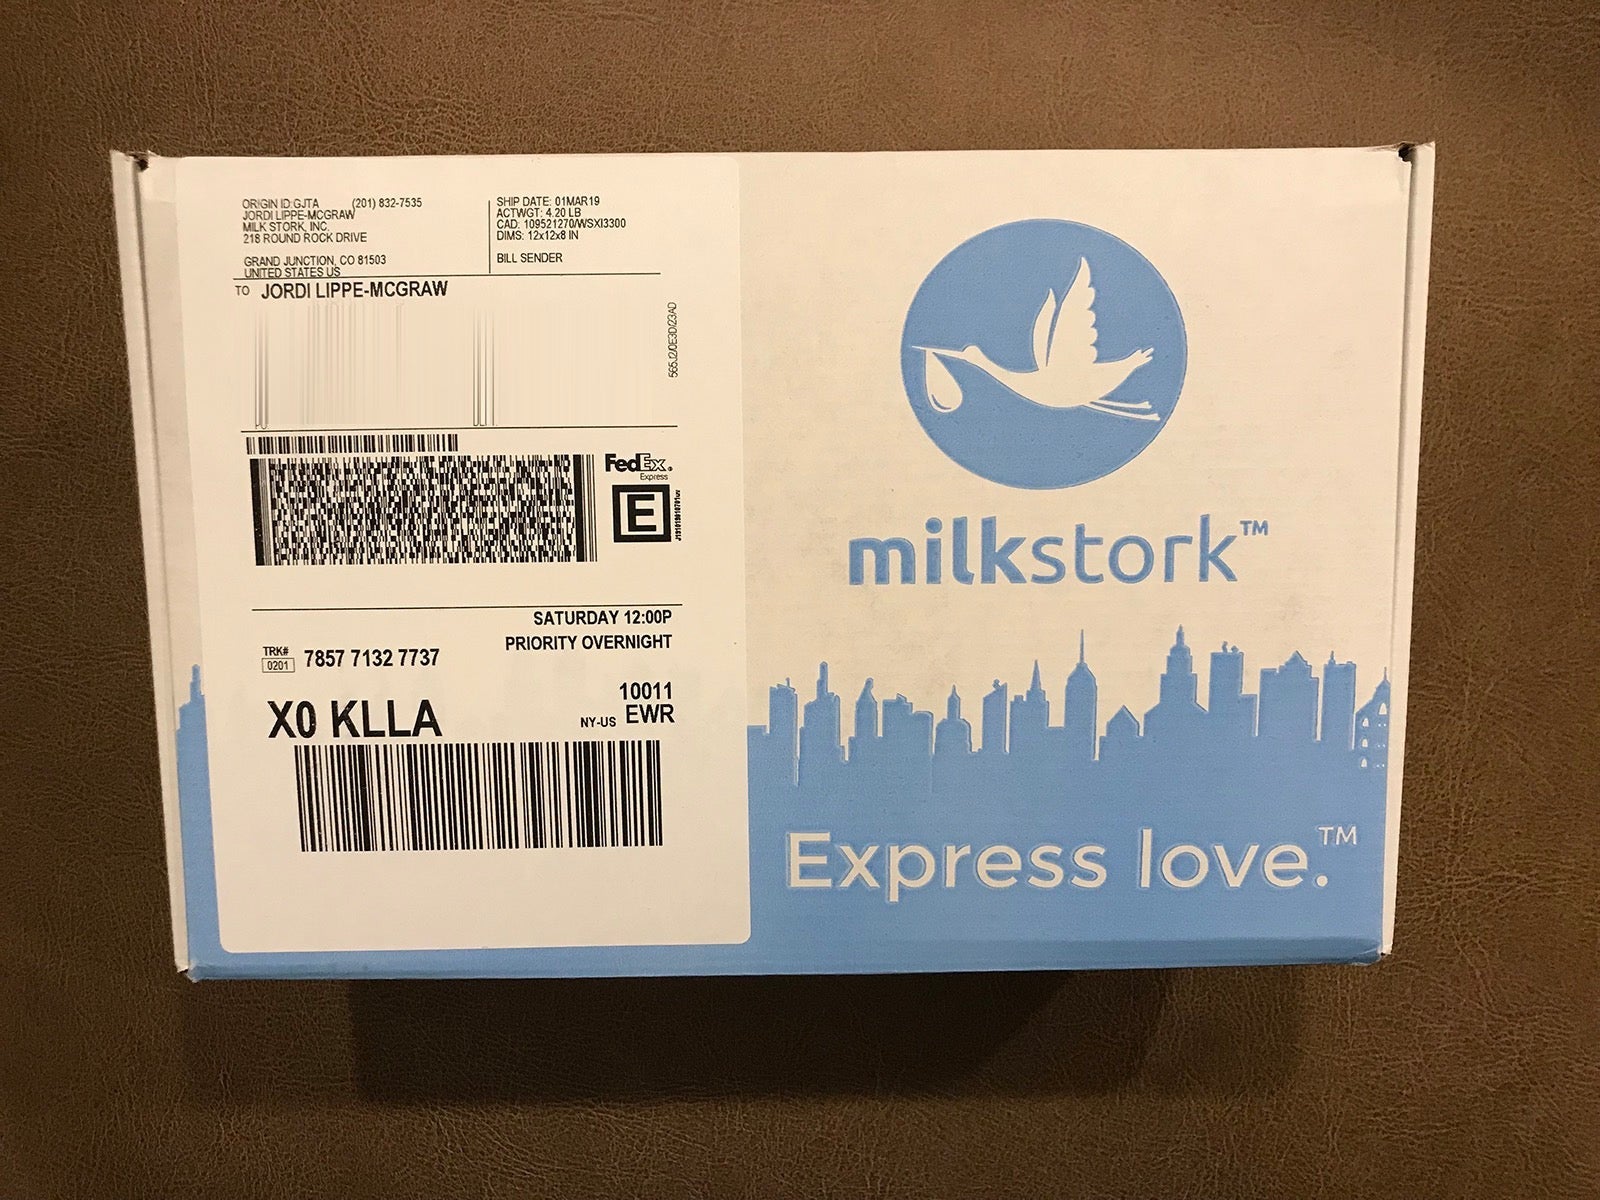 ORIGIN ID:GJTA (201) 832-7535
JORDI LIPPE-MCGRAW
MILK STORK, INC.
218 ROUND ROCK DRIVE
GRAND JUNCTION, CO 81503
UNITED STATES US
SHIP DATE: 01MAR19
ACTWGT: 4.20 LB
CAD: 109521270/WSXI3300
DIMS: 12x12x8 IN
BILL SENDER
TO JORDI LIPPE-MCGRAW
FedEx
Express
E
SATURDAY 12:00P
PRIORITY OVERNIGHT
TRK#
0201
7857 7132 7737
X0 KLLA
10011
NY-US EWR
milkstork™
Express love.™